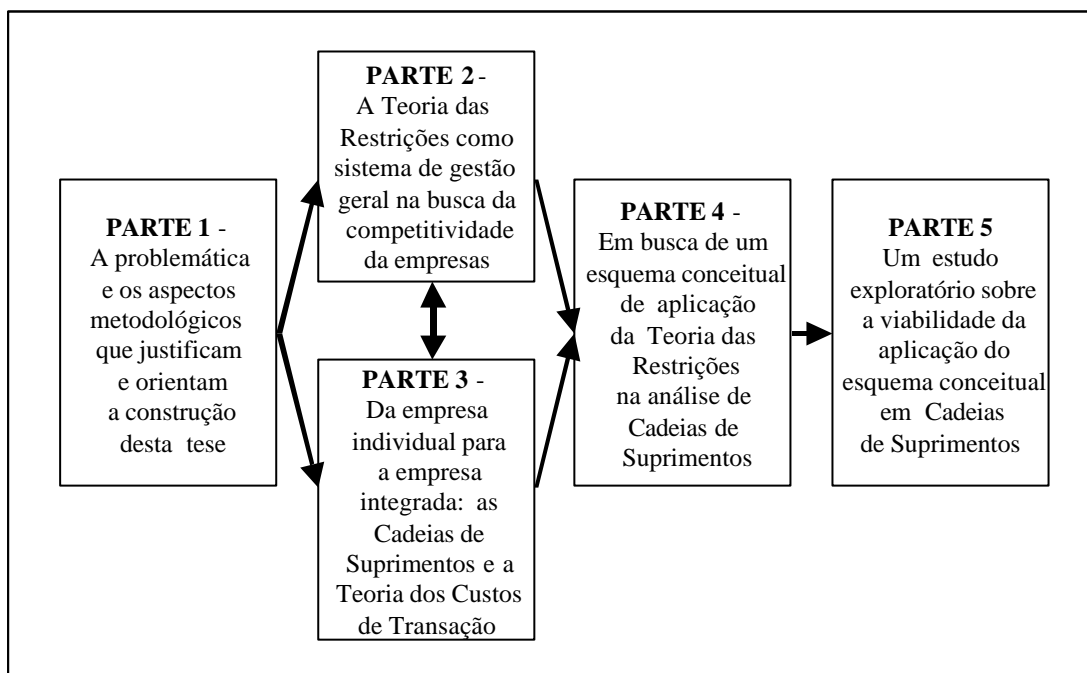 PARTE 1 -
A problemática
e os aspectos
metodológicos
que justificam
e orientam
a construção
desta tese
PARTE 2 -
A Teoria das
Restrições como
sistema de gestão
geral na busca da
competitividade
da empresas
PARTE 3 -
Da empresa
individual para
a empresa
integrada: as
Cadeias de
Suprimentos e a
Teoria dos Custos
de Transação
PARTE 4 -
Em busca de um
esquema conceitual
de aplicação
da Teoria das
Restrições
na análise de
Cadeias de
Suprimentos
PARTE 5
Um estudo
exploratório sobre
a viabilidade da
aplicação do
esquema conceitual
em Cadeias
de Suprimentos